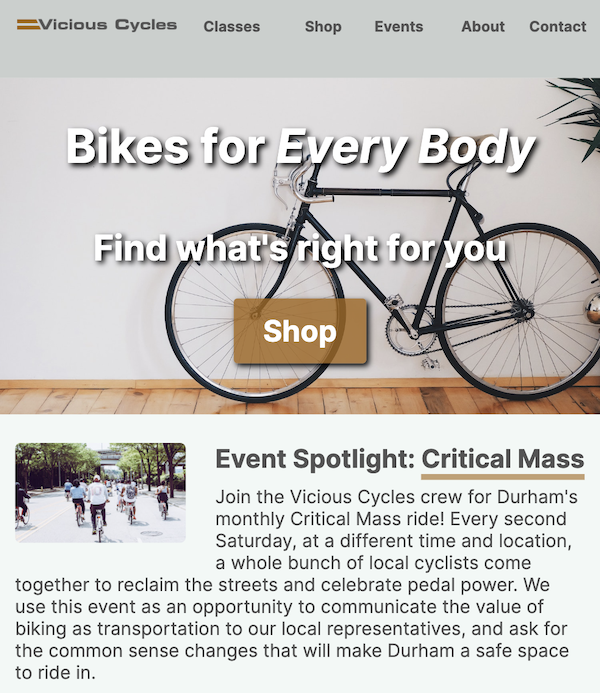 Vicious Cycles Classes Shop Events About Contact
Bikes for Every Body
Find what's right for you
Shop
Event Spotlight: Critical Mass
Join the Vicious Cycles crew for Durham's
monthly Critical Mass ride! Every second
Saturday, at a different time and location,
a whole bunch of local cyclists come
together to reclaim the streets and celebrate pedal power. We
use this event as an opportunity to communicate the value of
biking as transportation to our local representatives, and ask for
the common sense changes that will make Durham a safe space
to ride in.